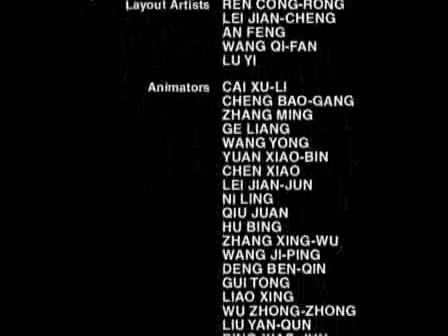 Layout Artists REN CONG-RONG
LEI JIAN-CHENG
AN FENG
WANG QI-FAN
LU YI
Animators CAI XU-LI
CHENG BAO-GANG
ZHANG MING
GE LIANG
WANG YONG
YUAN XIAO-BIN
CHEN XIAO
LEI JIAN-JUN
NI LING
QIU JUAN
HU BING
ZHANG XING-WU
WANG JI-PING
DENG BEN-QIN
GUI TONG
LIAO XING
WU ZHONG-ZHONG
LIU YAN-QUN